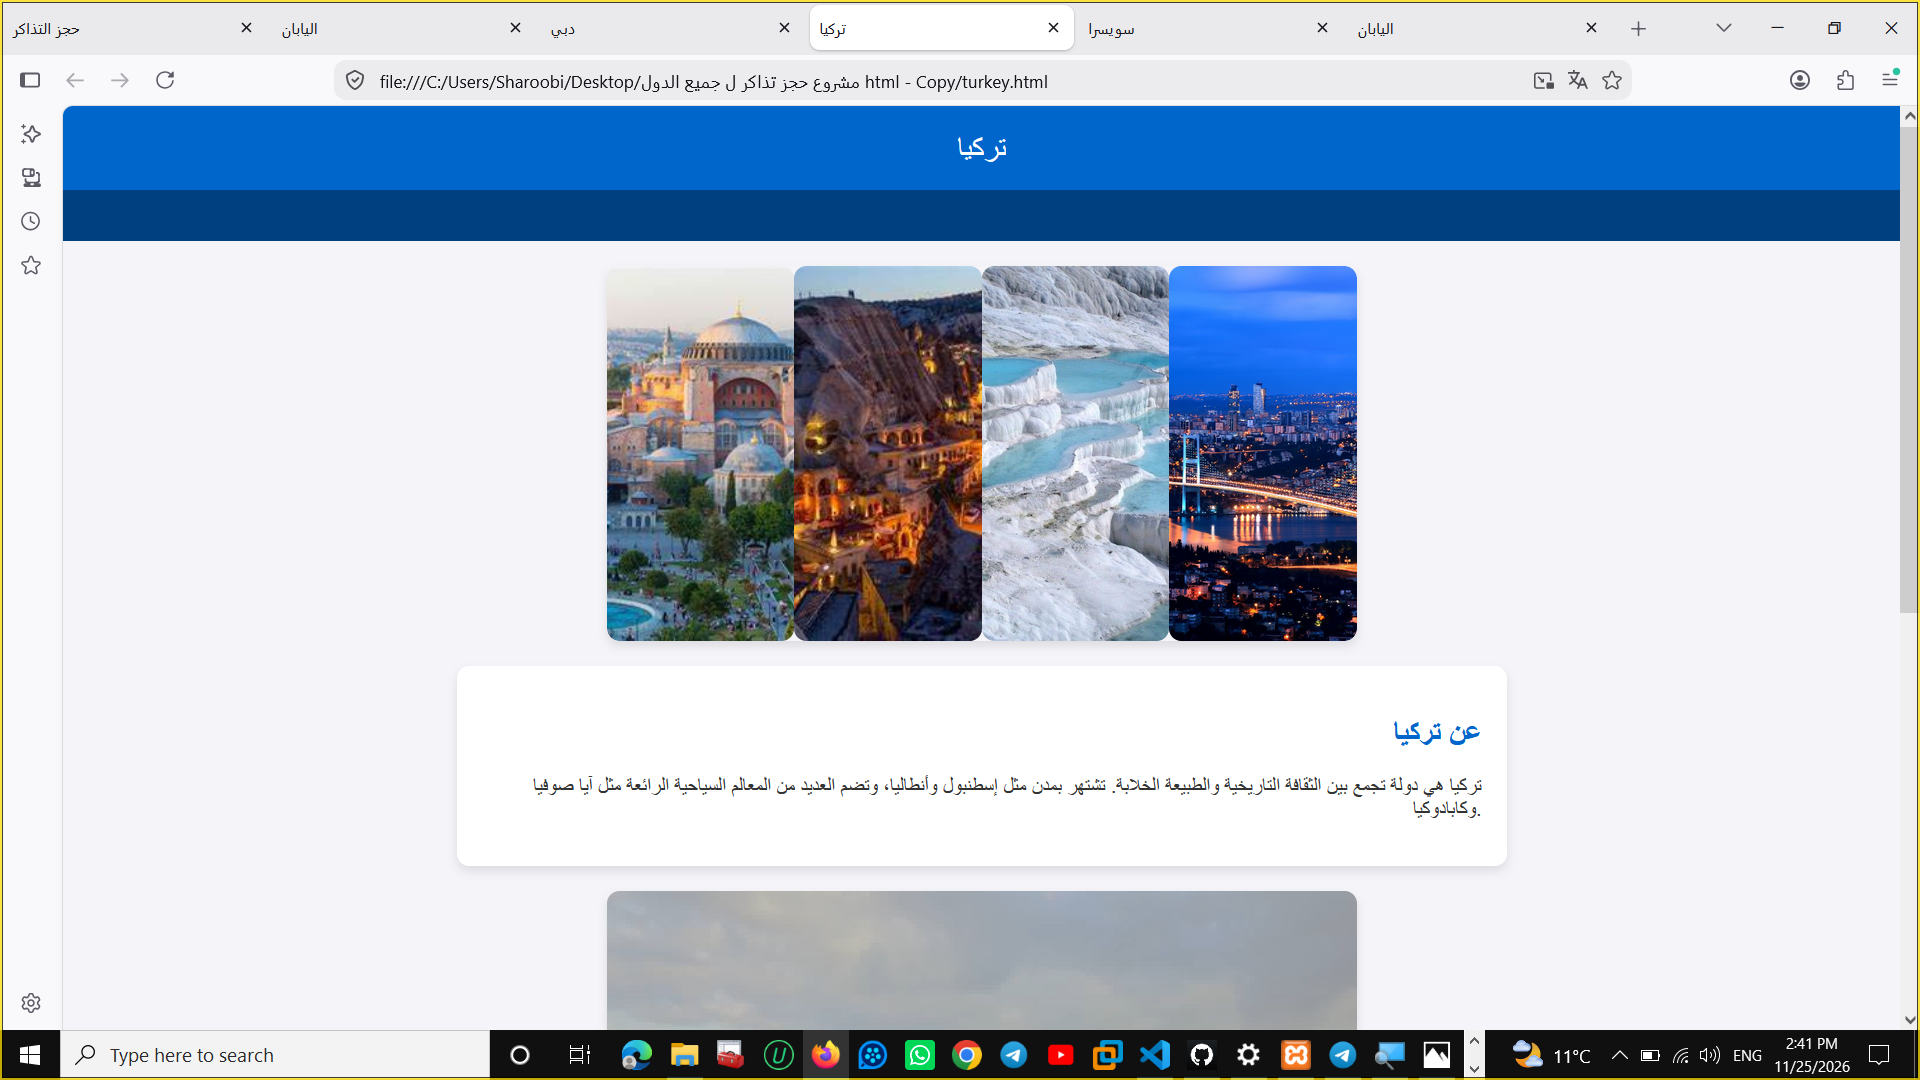 حجز التذاكر
اليابان
دبي
تركيا
سويسرا
اليابان
file:///C:/Users/Sharoobi/Desktop/مشروع حجز تذاكر ل جميع الدول html - Copy/turkey.html
تركيا
عن تركيا
تركيا هي دولة تجمع بين الثقافة التاريخية والطبيعة الخلابة. تشتهر بمدن مثل إسطنبول وأنطاليا، وتضم العديد من المعالم السياحية الرائعة مثل آيا صوفيا
وكابادوكيا.
Type here to search
11°C
ENG
2:41 PM
11/25/2026